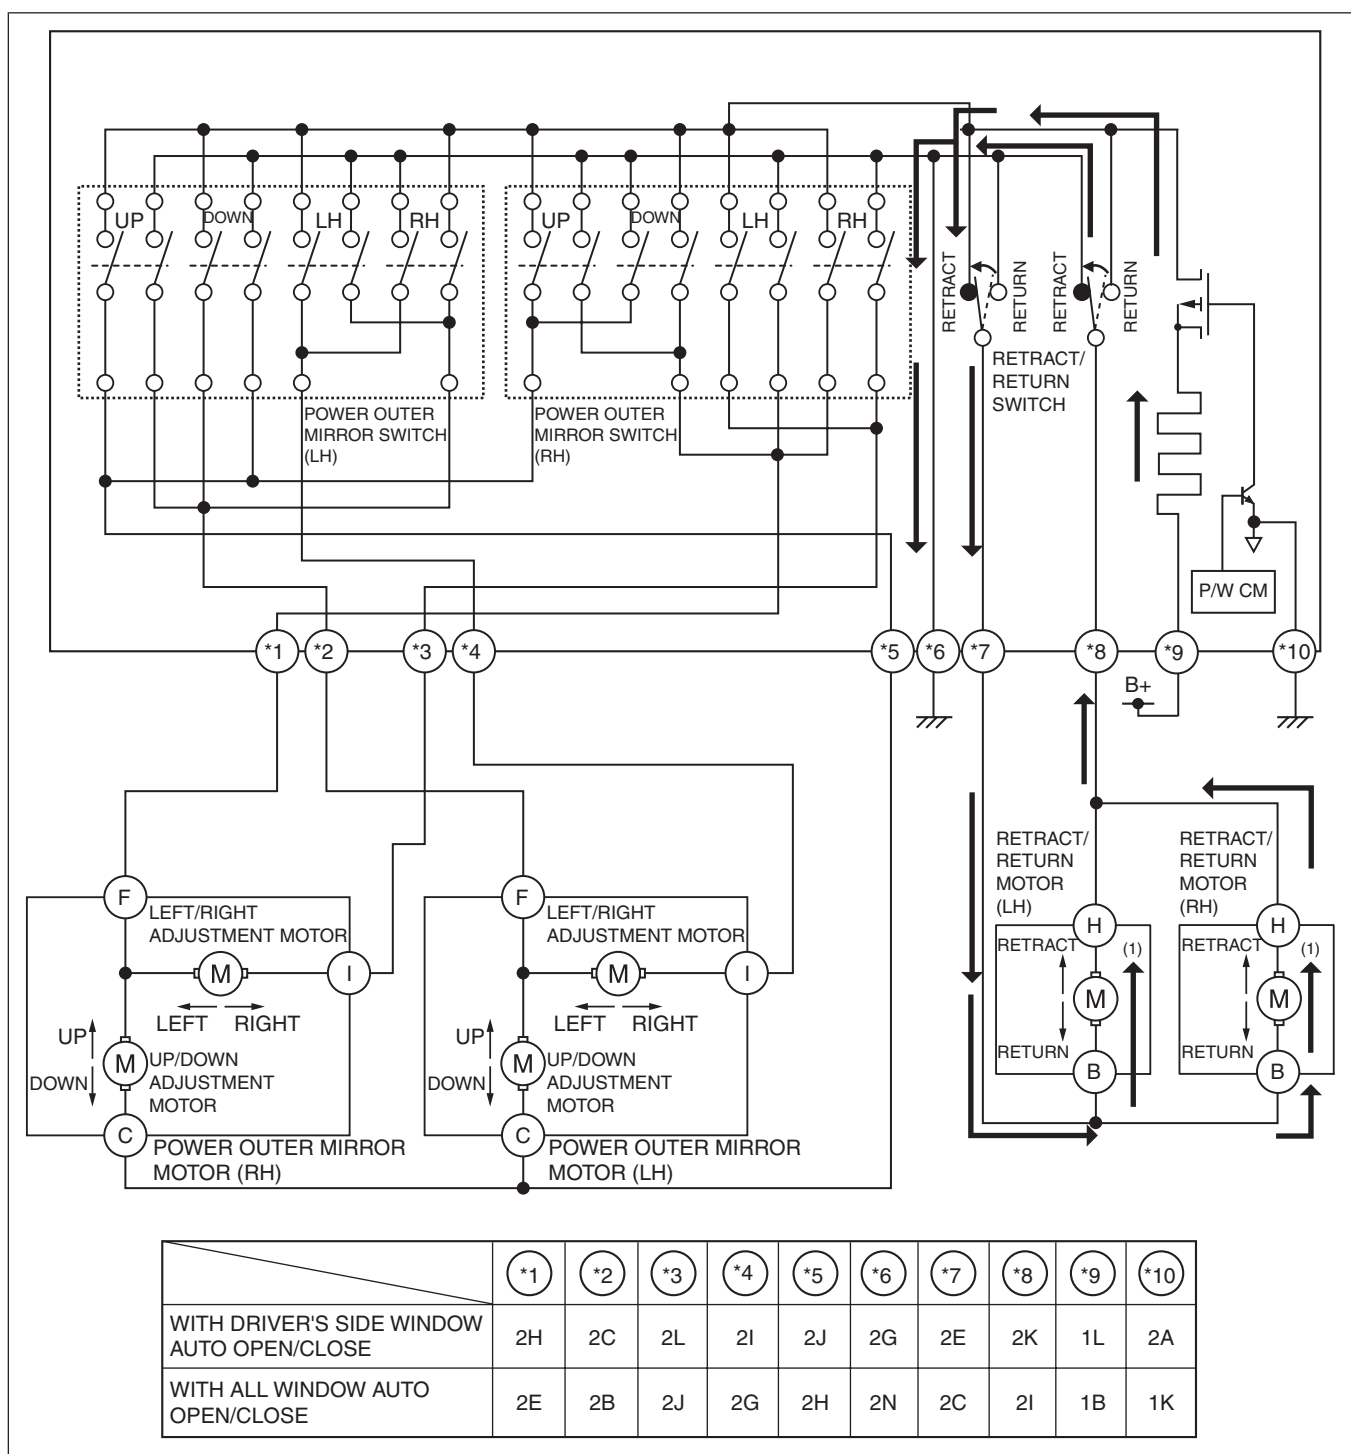 UP DOWN LH RH UP DOWN LH RH
RETRACT RETURN RETRACT RETURN
RETRACT/
RETURN
SWITCH
POWER OUTER
MIRROR SWITCH
(LH)
POWER OUTER
MIRROR SWITCH
(RH)
P/W CM
*1 *2 *3 *4 *5 *6 *7 *8 *9 *10
B+
RETRACT/
RETURN
MOTOR
(LH)
RETRACT/
RETURN
MOTOR
(RH)
F
LEFT/RIGHT
ADJUSTMENT MOTOR
M
I
LEFT RIGHT
UP
DOWN
M
UP/DOWN
ADJUSTMENT
MOTOR
C
POWER OUTER MIRROR
MOTOR (RH)
F
LEFT/RIGHT
ADJUSTMENT MOTOR
M
I
LEFT RIGHT
UP
DOWN
M
UP/DOWN
ADJUSTMENT
MOTOR
C
POWER OUTER MIRROR
MOTOR (LH)
H
RETRACT
(1)
M
RETURN
B
H
RETRACT
(1)
M
RETURN
B
*1 *2 *3 *4 *5 *6 *7 *8 *9 *10
WITH DRIVER'S SIDE WINDOW
AUTO OPEN/CLOSE
2H 2C 2L 2I 2J 2G 2E 2K 1L 2A
WITH ALL WINDOW AUTO
OPEN/CLOSE
2E 2B 2J 2G 2H 2N 2C 2I 1B 1K